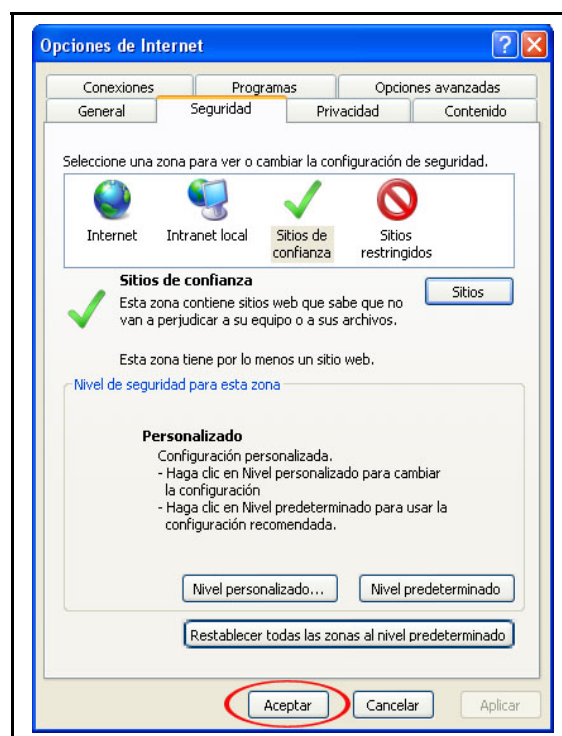 Opciones de Internet
Conexiones Programas Opciones avanzadas
General Seguridad Privacidad Contenido
Seleccione una zona para ver o cambiar la configuración de seguridad.
Internet Intranet local Sitios de confianza Sitios restringidos
Sitios de confianza
Sitios
Esta zona contiene sitios web que sabe que no
van a perjudicar a su equipo o a sus archivos.
Esta zona tiene por lo menos un sitio web.
Nivel de seguridad para esta zona
Personalizado
Configuración personalizada.
- Haga clic en Nivel personalizado para cambiar
la configuración
- Haga clic en Nivel predeterminado para usar la
configuración recomendada.
Nivel personalizado... Nivel predeterminado
Restablecer todas las zonas al nivel predeterminado
Aceptar Cancelar Aplicar